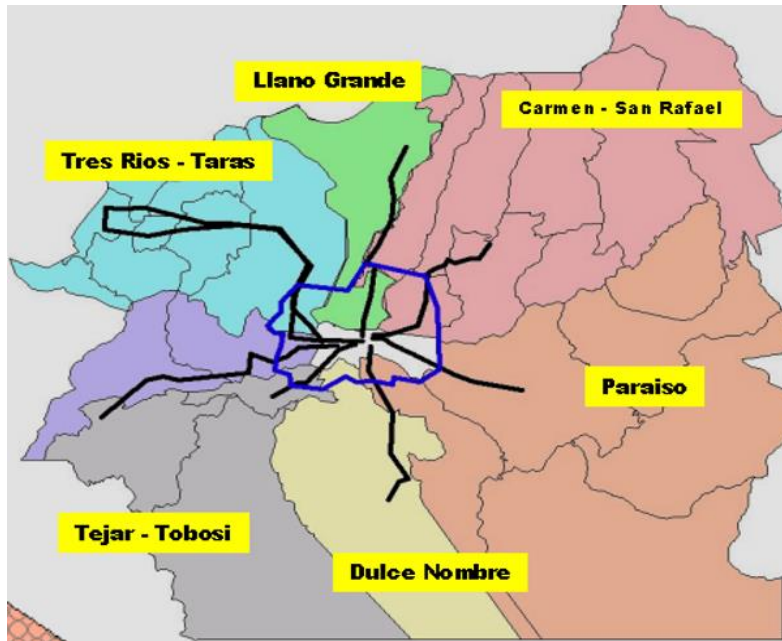 Llano Grande
Carmen - San Rafael
Tres Rios - Taras
Paraiso
Tejar - Tobosi
Dulce Nombre